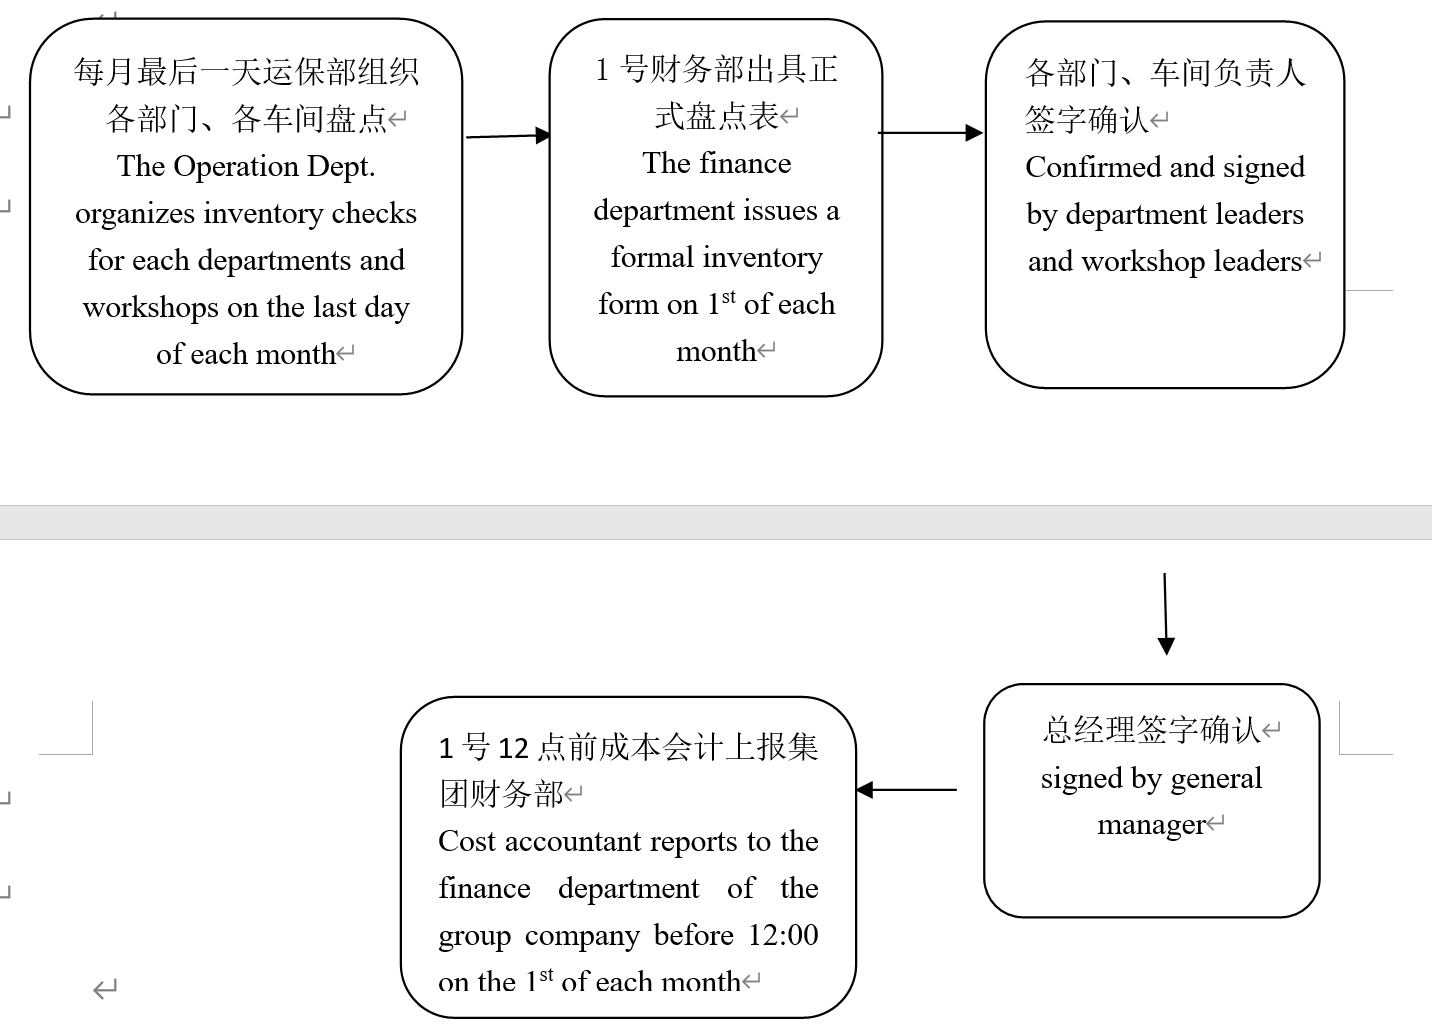 每月最后一天运保部组织
各部门、各车间盘点
The Operation Dept.
organizes inventory checks
for each departments and
workshops on the last day
of each month
1 号财务部出具正
式盘点表
The finance
department issues a
formal inventory
form on 1st of each
month
各部门、车间负责人
签字确认
Confirmed and signed
by department leaders
and workshop leaders
总经理签字确认
signed by general
manager
1 号 12 点前成本会计上报集
团财务部
Cost accountant reports to the
finance department of the
group company before 12:00
on the 1st of each month